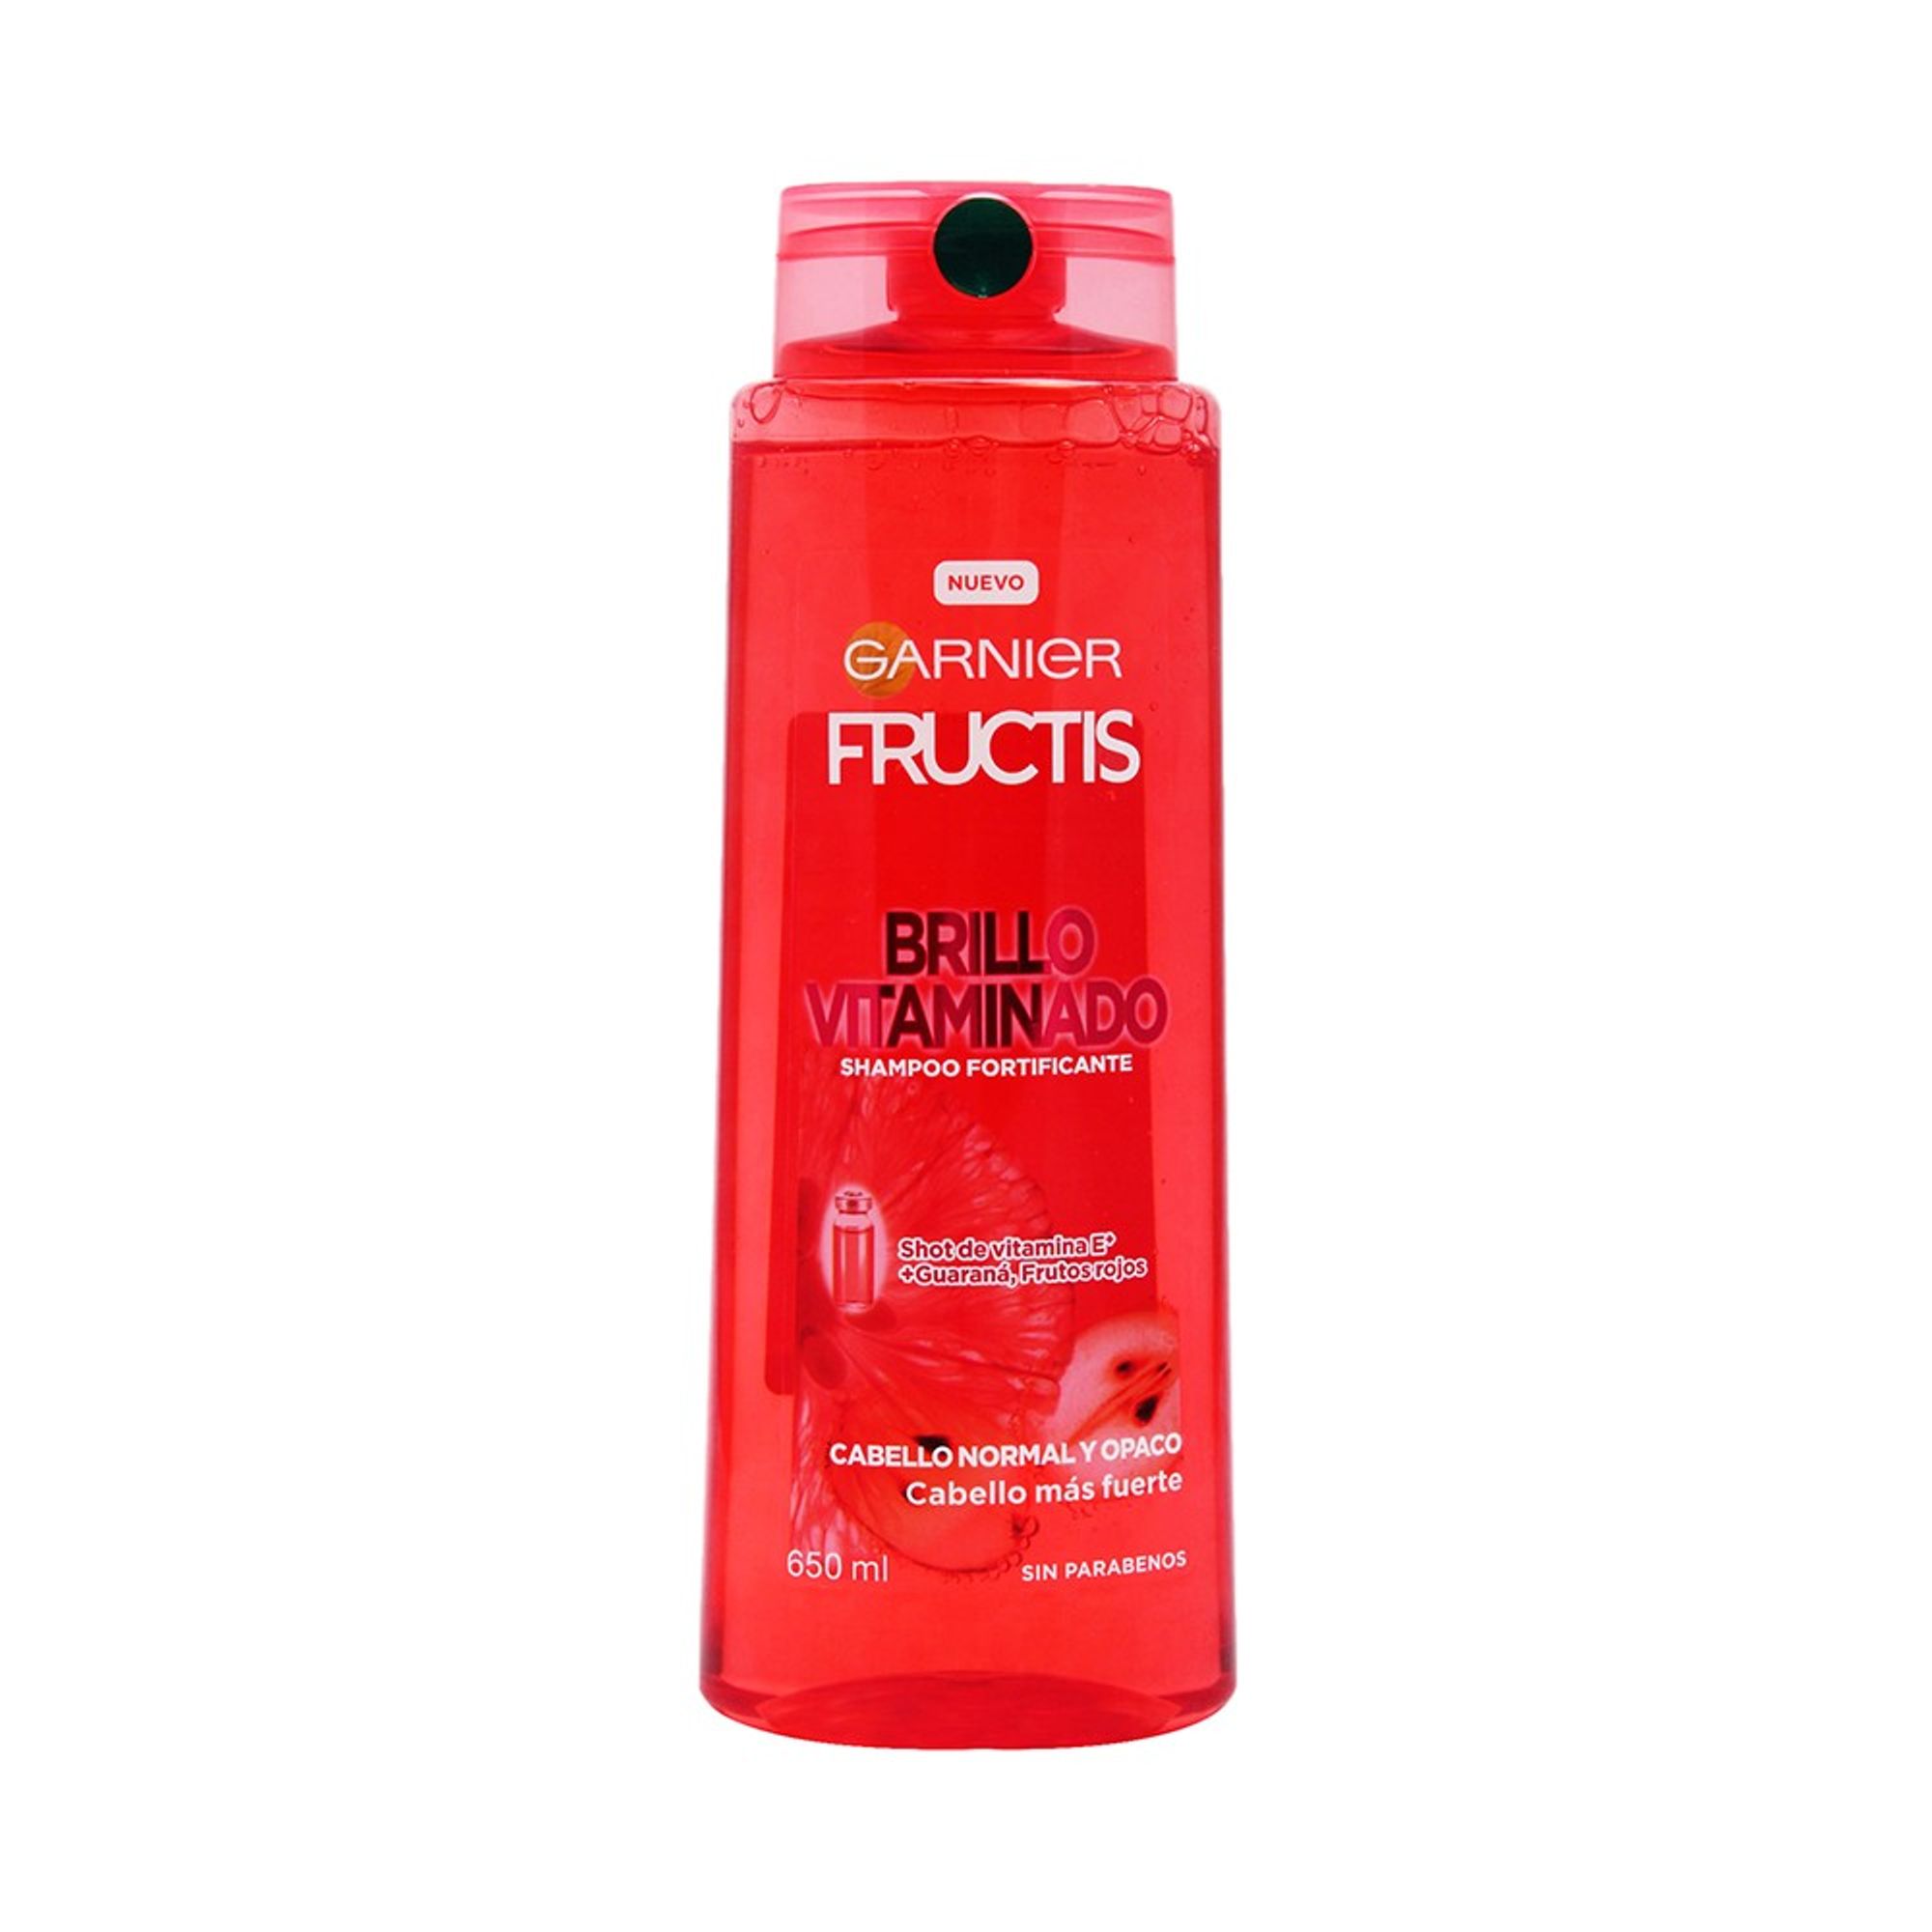 NUEVO
GARNIER
FRUCTIS
BRILLO
VITAMINADO
SHAMPOO FORTIFICANTE
Shot de vitamina E*
+Guaraná, Frutos rojos
CABELLO NORMAL Y OPACO
Cabello más fuerte
650 ml
SIN PARABENOS